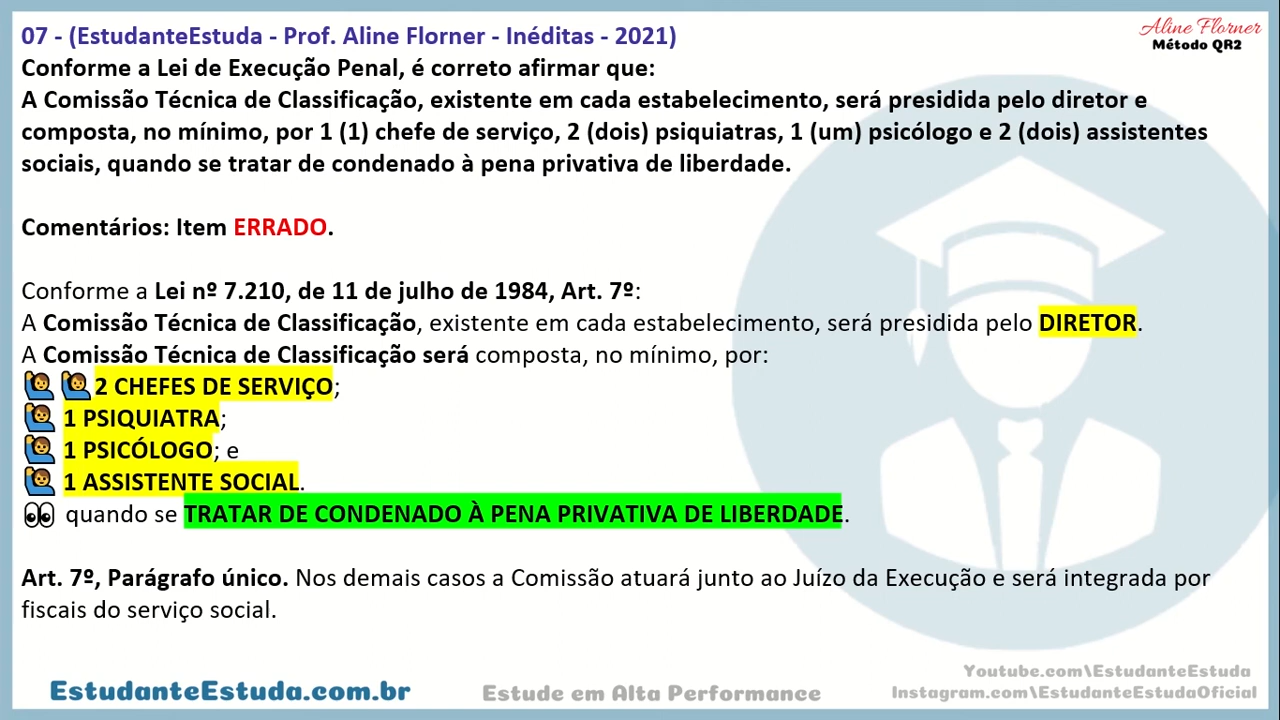 07 - (EstudanteEstuda - Prof. Aline Florner - Inéditas - 2021)
Aline Florner
Método QR2
Conforme a Lei de Execução Penal, é correto afirmar que:
A Comissão Técnica de Classificação, existente em cada estabelecimento, será presidida pelo diretor e
composta, no mínimo, por 1 (1) chefe de serviço, 2 (dois) psiquiatras, 1 (um) psicólogo e 2 (dois) assistentes
sociais, quando se tratar de condenado à pena privativa de liberdade.
Comentários: Item ERRADO.
Conforme a Lei nº 7.210, de 11 de julho de 1984, Art. 7º:
A Comissão Técnica de Classificação, existente em cada estabelecimento, será presidida pelo DIRETOR.
A Comissão Técnica de Classificação será composta, no mínimo, por:
2 CHEFES DE SERVIÇO;
1 PSIQUIATRA;
1 PSICÓLOGO; e
1 ASSISTENTE SOCIAL.
quando se TRATAR DE CONDENADO À PENA PRIVATIVA DE LIBERDADE.
Art. 7º, Parágrafo único. Nos demais casos a Comissão atuará junto ao Juízo da Execução e será integrada por
fiscais do serviço social.
EstudanteEstuda.com.br
Estude em Alta Performance
Youtube.com\EstudanteEstuda
Instagram.com\EstudanteEstudaOficial